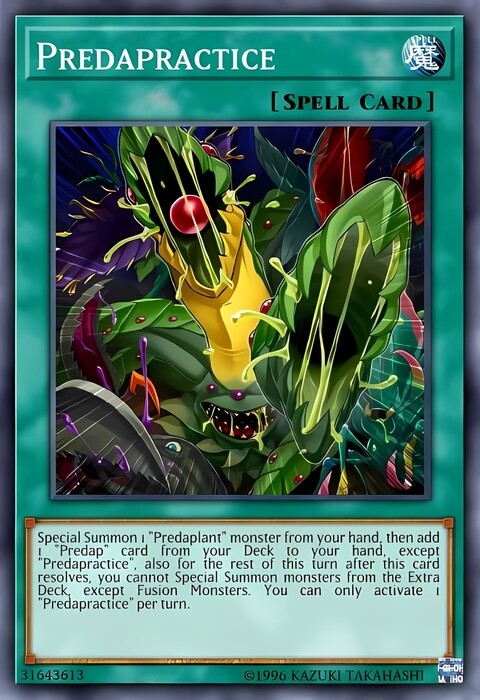 PREDAPRACTICE
[SPELL CARD]
Special Summon 1 "Predaplant" monster from your hand, then add
1 "Predap" card from your Deck to your hand, except
"Predapractice", also for the rest of this turn after this card
resolves, you cannot Special Summon monsters from the Extra
Deck, except Fusion Monsters. You can only activate 1
"Predapractice" per turn.
31643613
©1996 KAZUKI TAKAHASHI